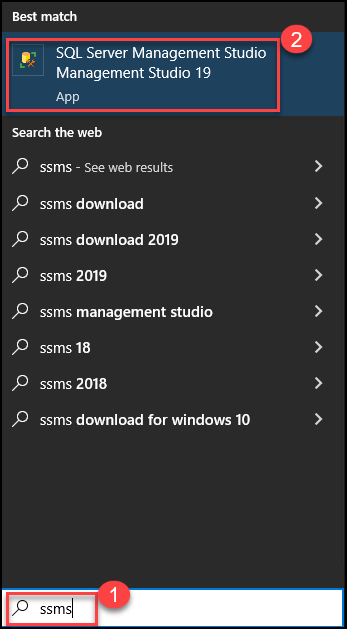 Best match
2
SQL Server Management Studio
Management Studio 19
App
Search the web
ssms - See web results
ssms download
ssms download 2019
ssms 2019
ssms management studio
ssms 18
ssms 2018
ssms download for windows 10
1
ssms